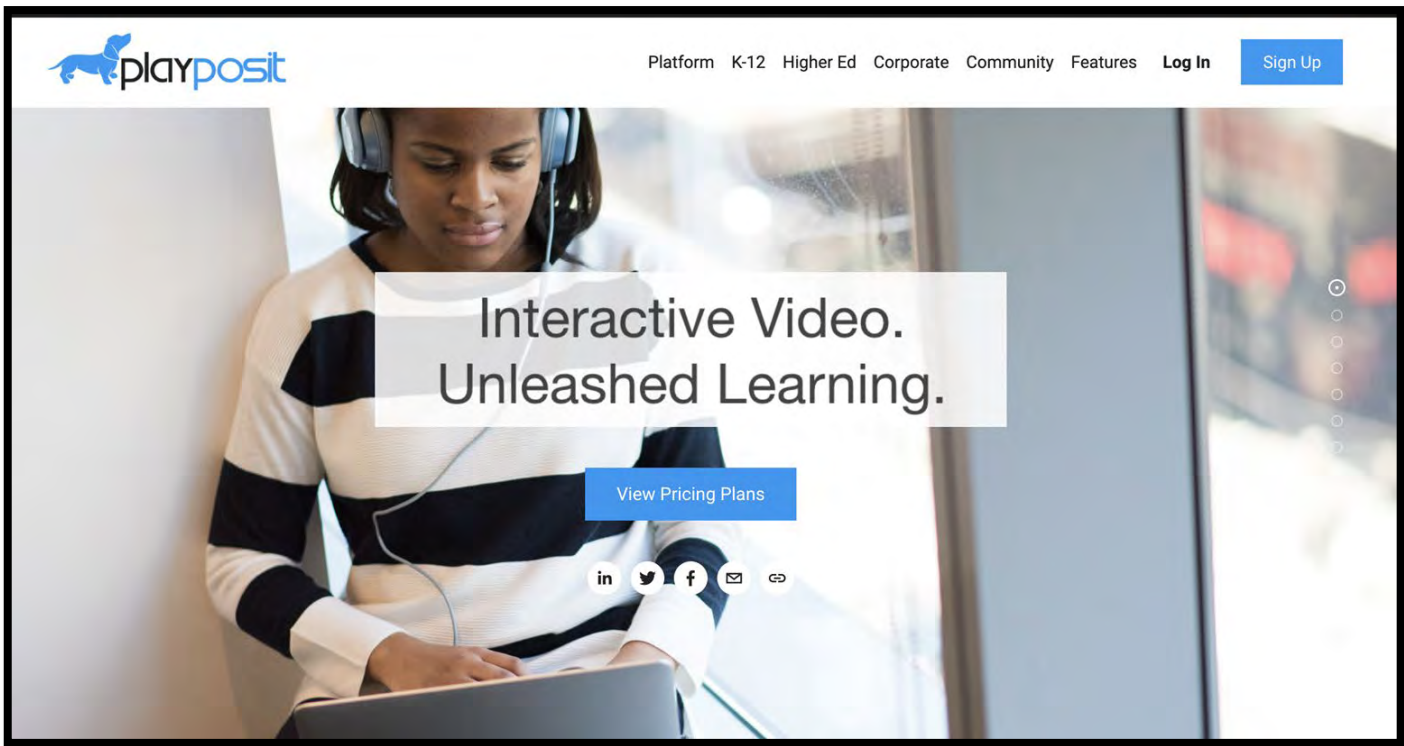 playposit
Platform K-12 Higher Ed Corporate Community Features Log In Sign Up
Interactive Video.
Unleashed Learning.
View Pricing Plans
in f